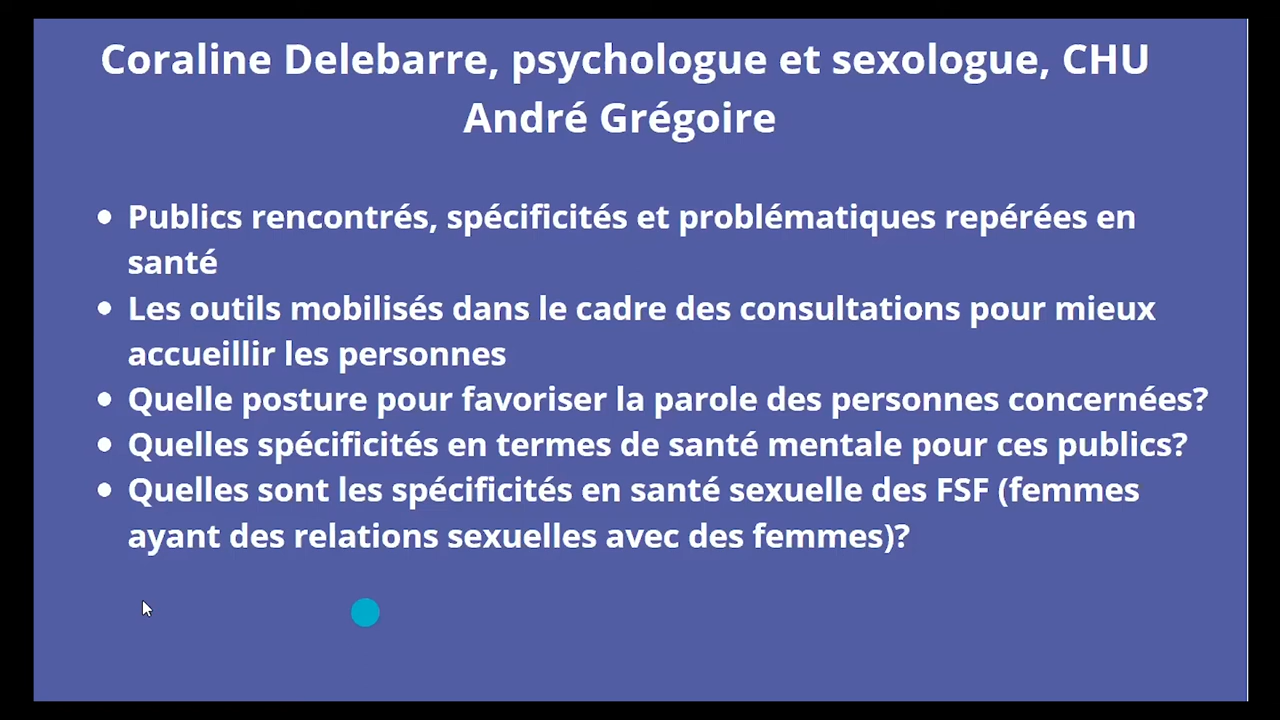 Coraline Delebarre, psychologue et sexologue, CHU
André Grégoire
• Publics rencontrés, spécificités et problématiques repérées en
santé
• Les outils mobilisés dans le cadre des consultations pour mieux
accueillir les personnes
• Quelle posture pour favoriser la parole des personnes concernées?
• Quelles spécificités en termes de santé mentale pour ces publics?
• Quelles sont les spécificités en santé sexuelle des FSF (femmes
ayant des relations sexuelles avec des femmes)?